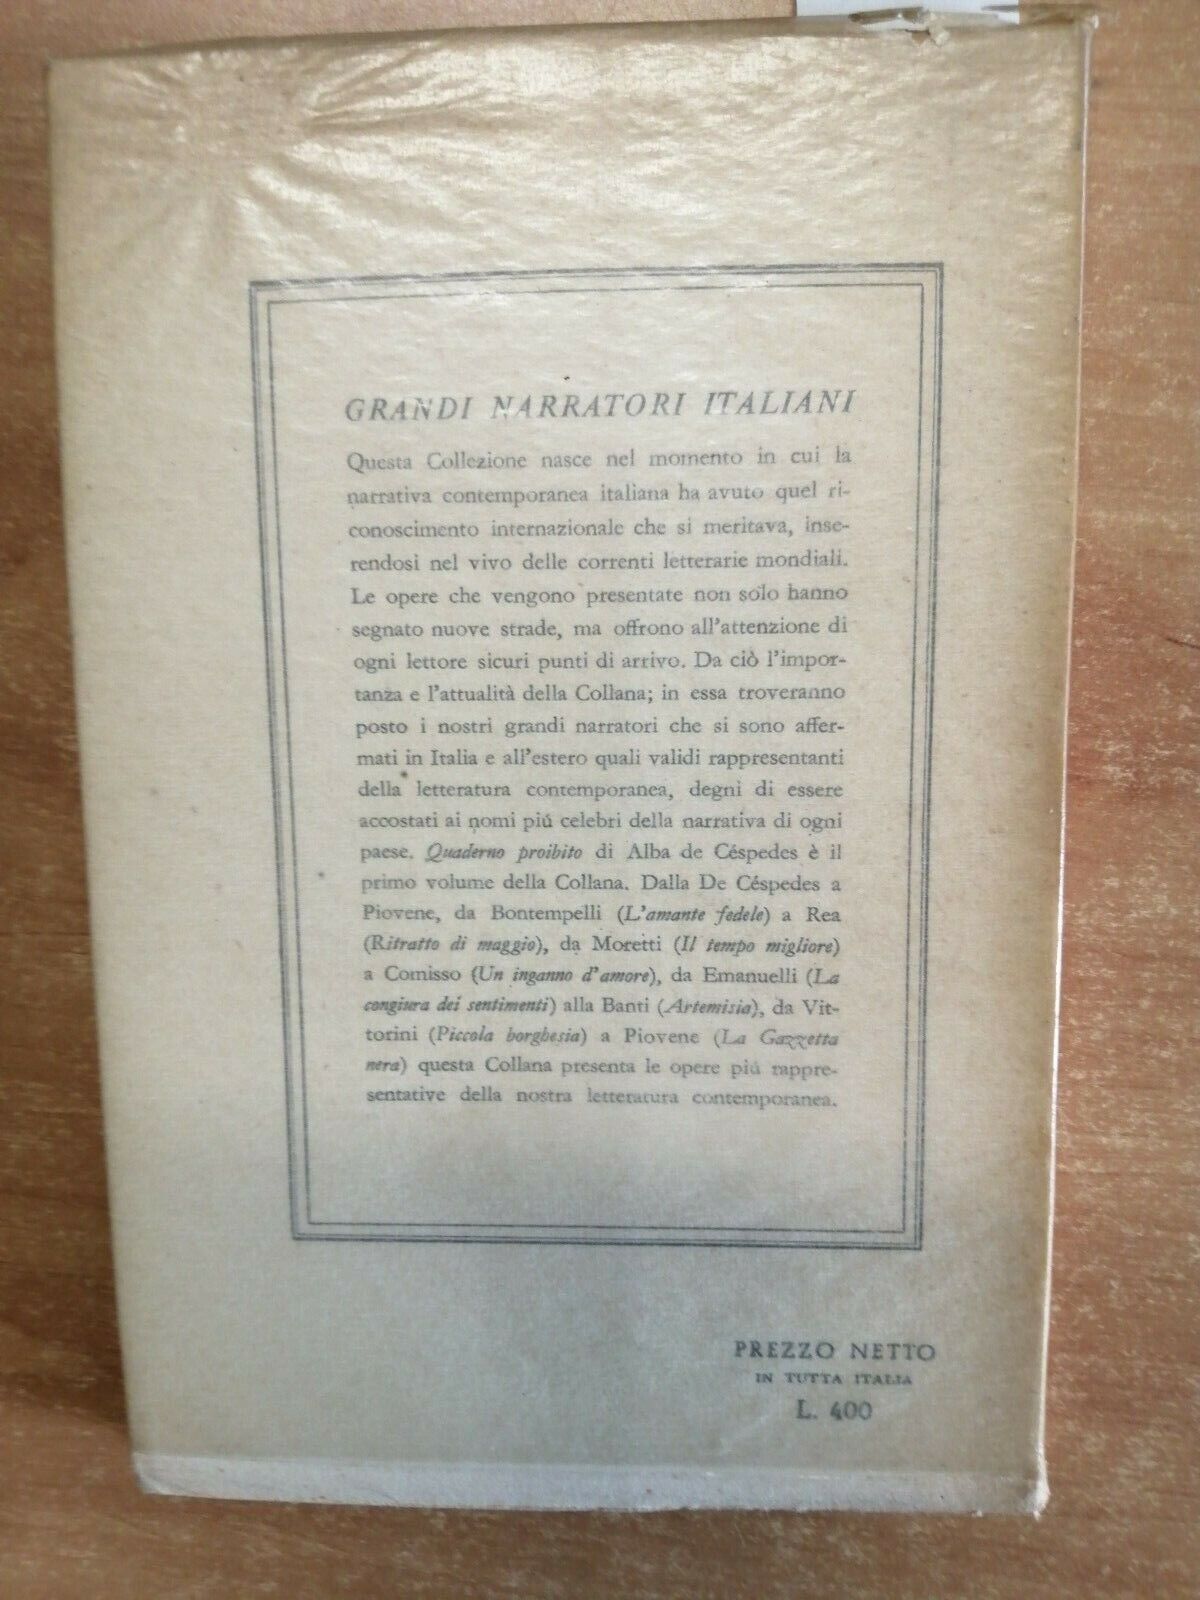 GRANDI NARRATORI ITALIANI
Questa Collezione nasce nel momento in cui la
narrativa contemporanea italiana ha avuto quel ri-
conoscimento internazionale che si meritava, inse-
rendosi nel vivo delle correnti letterarie mondiali.
Le opere che vengono presentate non solo hanno
segnato nuove strade, ma offrono all'attenzione di
ogni lettore sicuri punti di arrivo. Da ciò l'impor-
tanza e l'attualità della Collana; in essa troveranno
posto i nostri grandi narratori che si sono affer-
mati in Italia e all'estero quali validi rappresentanti
della letteratura contemporanea, degni di essere
accostati ai nomi piú celebri della narrativa di ogni
paese. Quaderno proibito di Alba de Céspedes è il
primo volume della Collana. Dalla De Céspedes a
Piovene, da Bontempelli (L'amante fedele) a Rea
(Ritratto di maggio), da Moretti (Il tempo migliore)
a Comisso (Un inganno d'amore), da Emanuelli (La
congiura dei sentimenti) alla Banti (Artemisia), da Vit-
torini (Piccola borghesia) a Piovene (La Gazzetta
nera) questa Collana presenta le opere piú rappre-
sentative della nostra letteratura contemporanea.
PREZZO NETTO
IN TUTTA ITALIA
L. 400